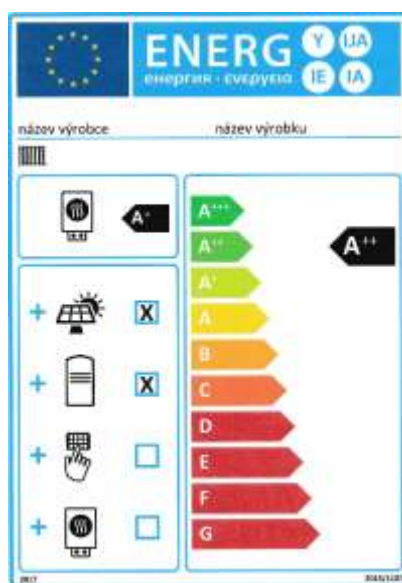 ENERG Y IJA
енергия · ενεργεια IE IA
název výrobce název výrobku
A+
A+++
A++
A++
A+
X
A
B
X
C
D
E
F
G